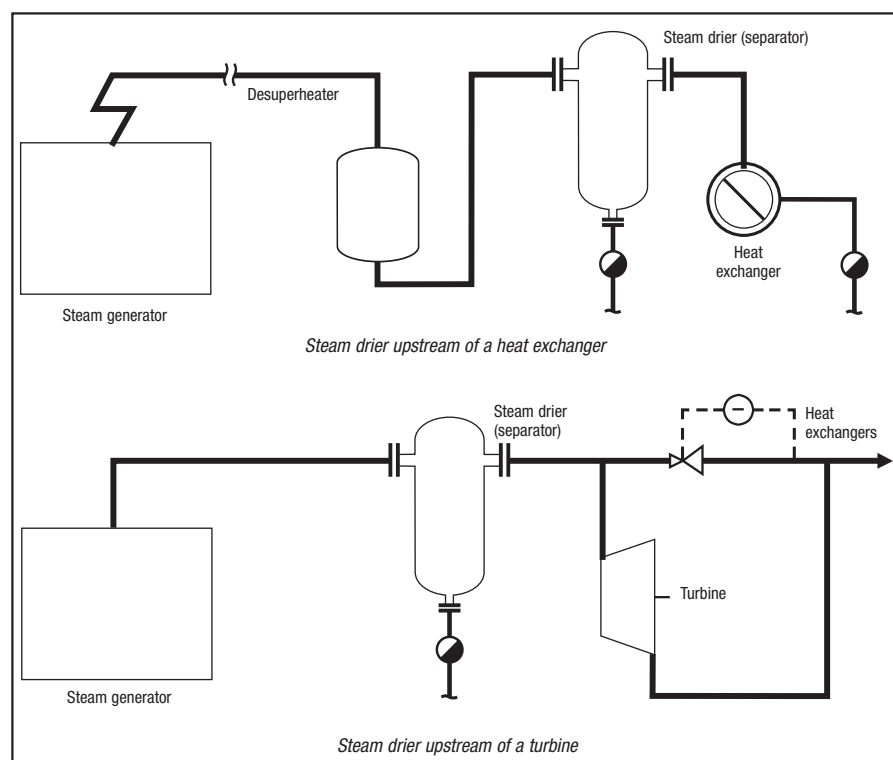 Steam drier (separator)
Desuperheater
Heat
exchanger
Steam generator
Steam drier upstream of a heat exchanger
Steam drier
(separator)
Heat
exchangers
Turbine
Steam generator
Steam drier upstream of a turbine